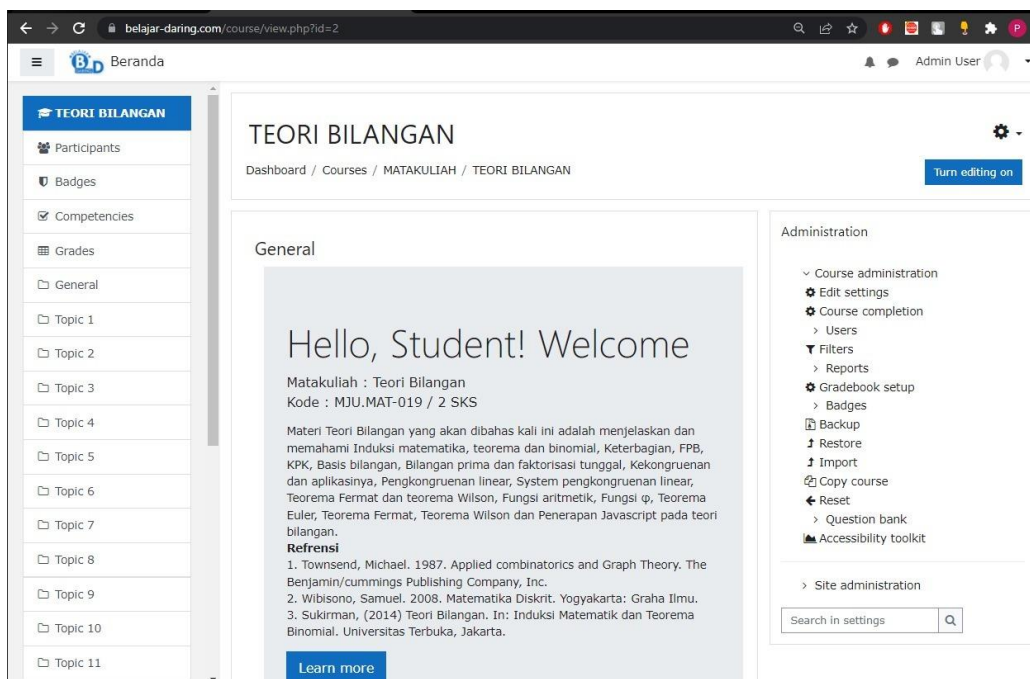 belajar-daring.com/course/view.php?id=2
P
BD Beranda
Admin User
TEORI BILANGAN
Participants
Badges
Competencies
Grades
General
Topic 1
Topic 2
Topic 3
Topic 4
Topic 5
Topic 6
Topic 7
Topic 8
Topic 9
Topic 10
Topic 11
TEORI BILANGAN
Dashboard / Courses / MATAKULIAH / TEORI BILANGAN
Turn editing on
General
Hello, Student! Welcome
Matakuliah : Teori Bilangan
Kode : MJU.MAT-019 / 2 SKS
Materi Teori Bilangan yang akan dibahas kali ini adalah menjelaskan dan
memahami Induksi matematika, teorema dan binomial, Keterbagian, FPB,
KPK, Basis bilangan, Bilangan prima dan faktorisasi tunggal, Kekongruenan
dan aplikasinya, Pengkongruenan linear, System pengkongruenan linear,
Teorema Fermat dan teorema Wilson, Fungsi aritmetik, Fungsi φ, Teorema
Euler, Teorema Fermat, Teorema Wilson dan Penerapan Javascript pada teori
bilangan.
Refrensi
1. Townsend, Michael. 1987. Applied combinatorics and Graph Theory. The
Benjamin/cummings Publishing Company, Inc.
2. Wibisono, Samuel. 2008. Matematika Diskrit. Yogyakarta: Graha Ilmu.
3. Sukirman, (2014) Teori Bilangan. In: Induksi Matematik dan Teorema
Binomial. Universitas Terbuka, Jakarta.
Learn more
Administration
Course administration
Edit settings
Course completion
Users
Filters
Reports
Gradebook setup
Badges
Backup
Restore
Import
Copy course
Reset
Question bank
Accessibility toolkit
Site administration
Search in settings